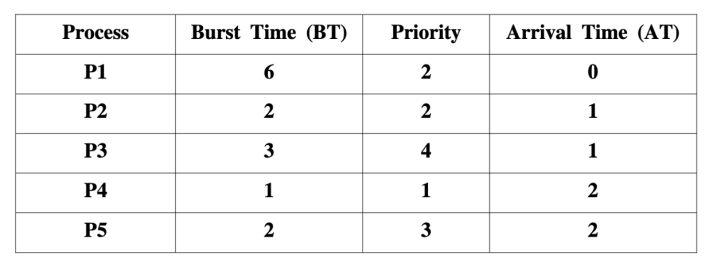 Process Burst Time (BT) Priority Arrival Time (AT)
P1 6 2 0
P2 2 2 1
P3 3 4 1
P4 1 1 2
P5 2 3 2